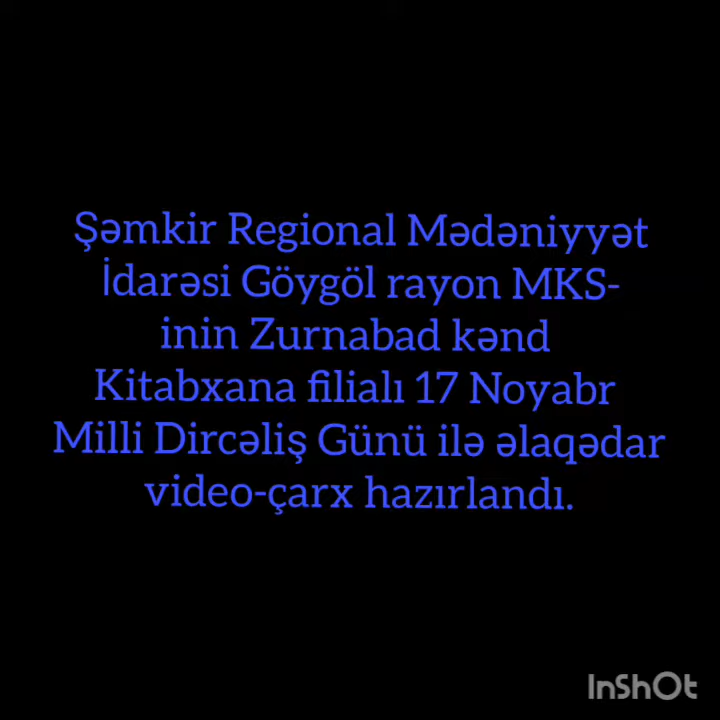 Şəmkir Regional Mədəniyyət
İdarəsi Göygöl rayon MKS-
inin Zurnabad kənd
Kitabxana filialı 17 Noyabr
Milli Dircəliş Günü ilə əlaqədar
video-çarx hazırlandı.
InShOt